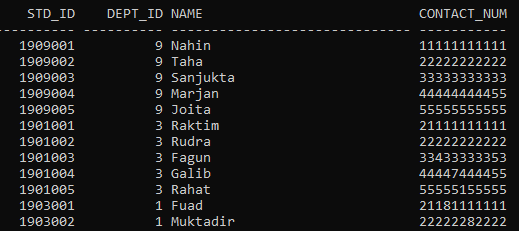 STD_ID DEPT_ID NAME CONTACT_NUM
---------- ---------- ------------------------------ -----------
1909001 9 Nahin 11111111111
1909002 9 Taha 22222222222
1909003 9 Sanjukta 33333333333
1909004 9 Marjan 44444444455
1909005 9 Joita 55555555555
1901001 3 Raktim 21111111111
1901002 3 Rudra 22222222222
1901003 3 Fagun 33433333353
1901004 3 Galib 44447444455
1901005 3 Rahat 55555155555
1903001 1 Fuad 21181111111
1903002 1 Muktadir 22222282222